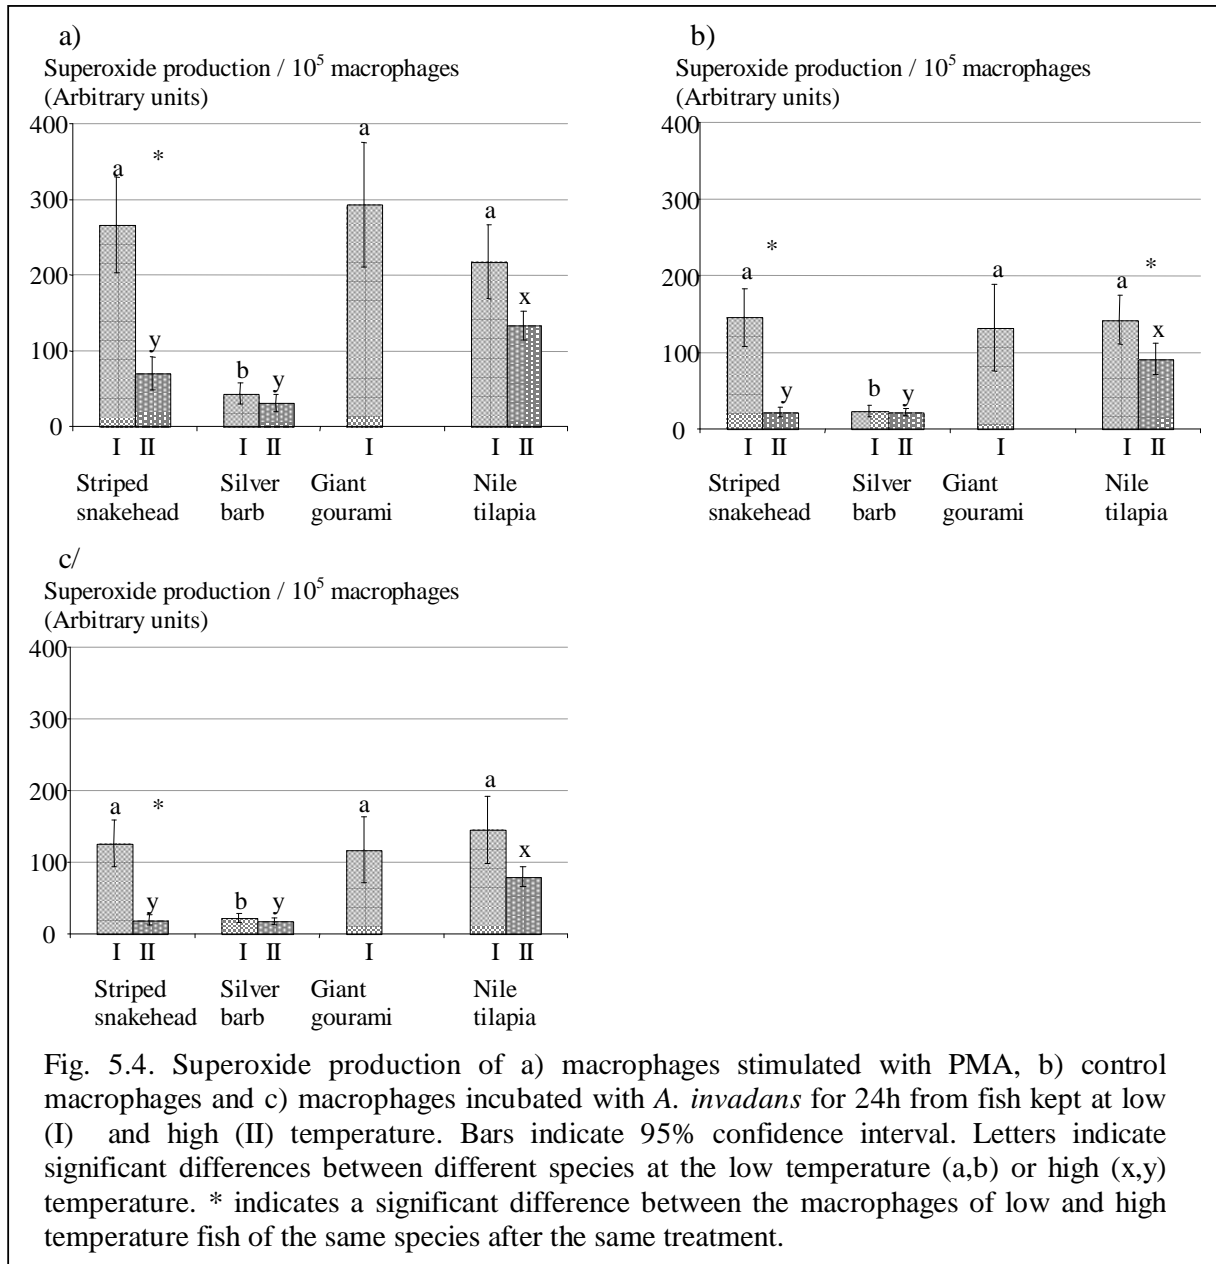 a)
Superoxide production / 10⁵ macrophages
(Arbitrary units)
400
300
200
100
0
a
*
y
b
y
a
a
x
I II
I II
I
I II
Striped
snakehead
Silver
barb
Giant
gourami
Nile
tilapia
b)
Superoxide production / 10⁵ macrophages
(Arbitrary units)
400
300
200
100
0
a
*
y
b
y
a
a
*
x
I II
I II
I
I II
Striped
snakehead
Silver
barb
Giant
gourami
Nile
tilapia
c/
Superoxide production / 10⁵ macrophages
(Arbitrary units)
400
300
200
100
0
a
*
y
b
y
a
a
x
I II
I II
I
I II
Striped
snakehead
Silver
barb
Giant
gourami
Nile
tilapia
Fig. 5.4. Superoxide production of a) macrophages stimulated with PMA, b) control
macrophages and c) macrophages incubated with A. invadans for 24h from fish kept at low
(I) and high (II) temperature. Bars indicate 95% confidence interval. Letters indicate
significant differences between different species at the low temperature (a,b) or high (x,y)
temperature. * indicates a significant difference between the macrophages of low and high
temperature fish of the same species after the same treatment.